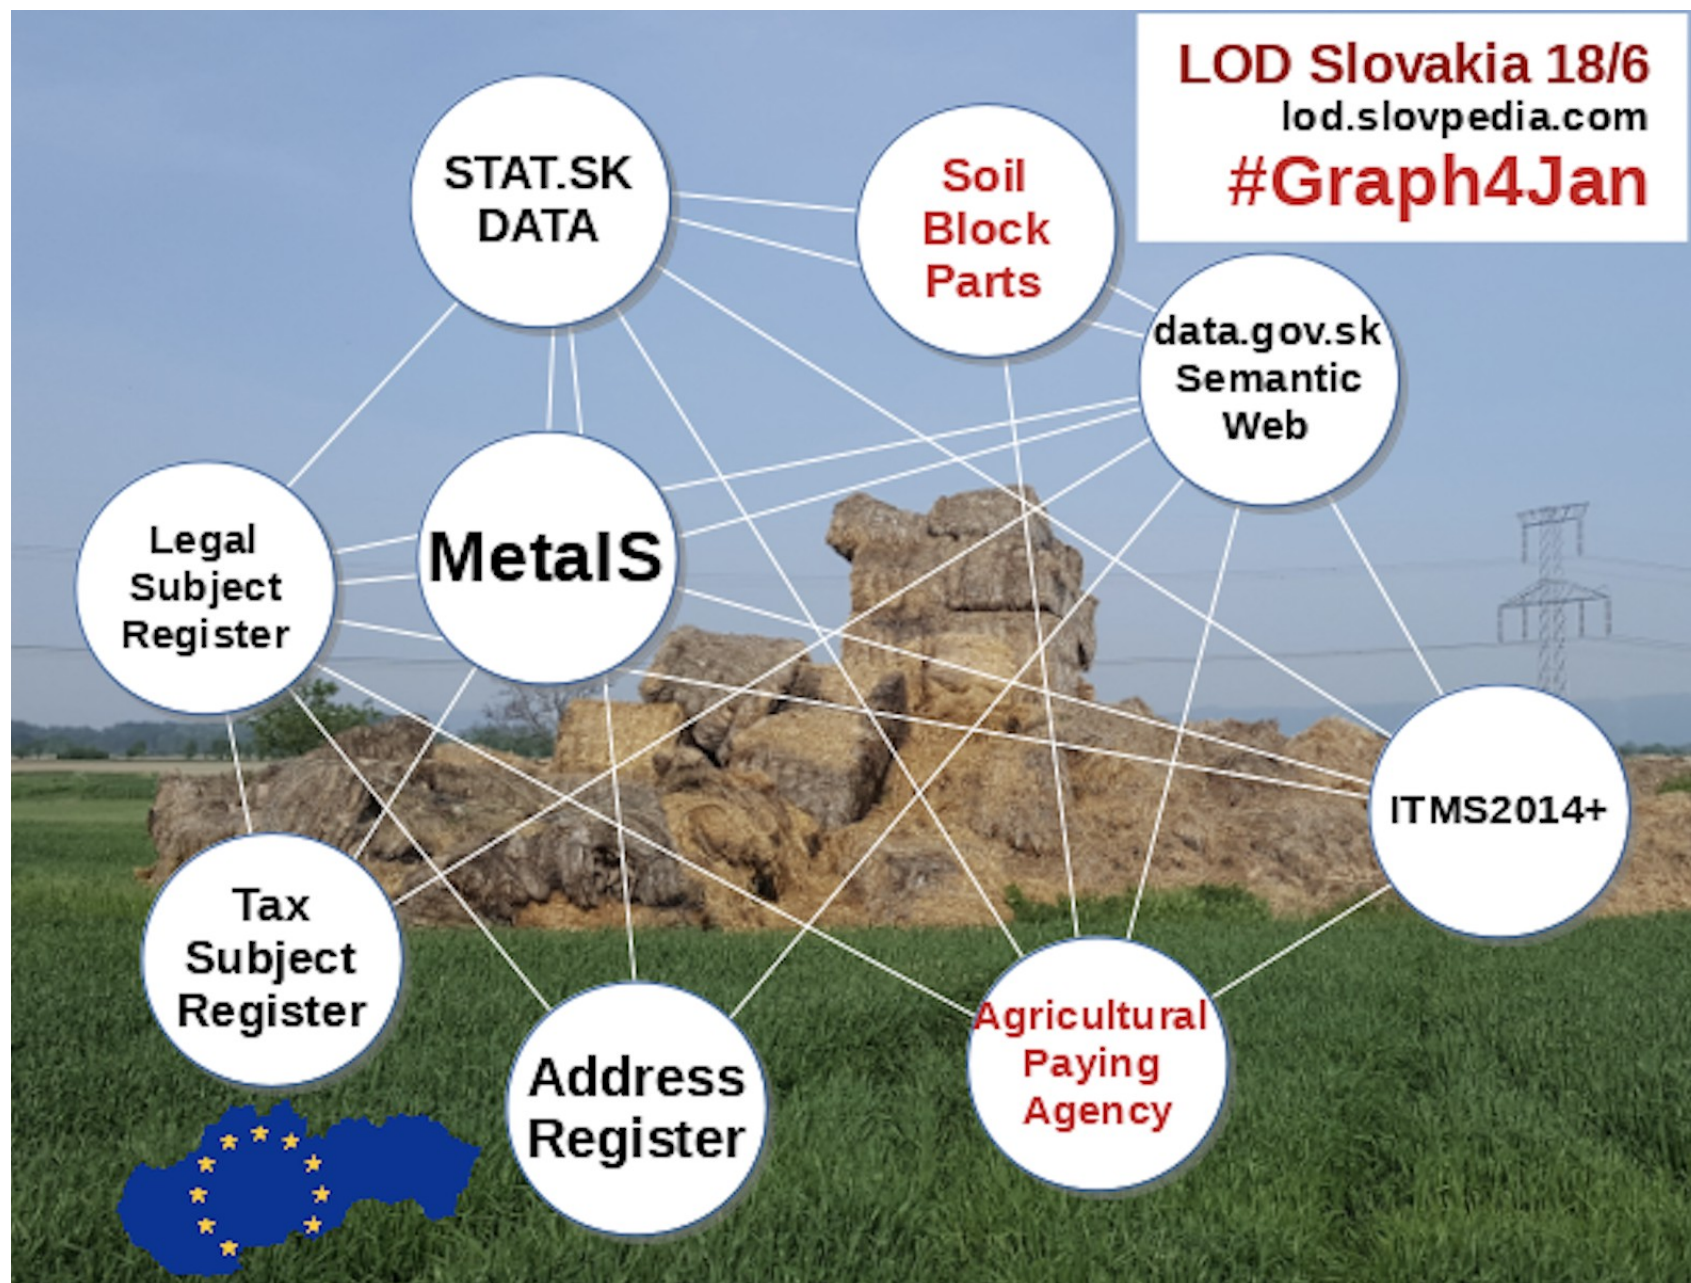 LOD Slovakia 18/6
lod.slovpedia.com
#Graph4Jan
STAT.SK
DATA
Soil
Block
Parts
data.gov.sk
Semantic
Web
Legal
Subject
Register
MetaIS
ITMS2014+
Tax
Subject
Register
Address
Register
Agricultural
Paying
Agency